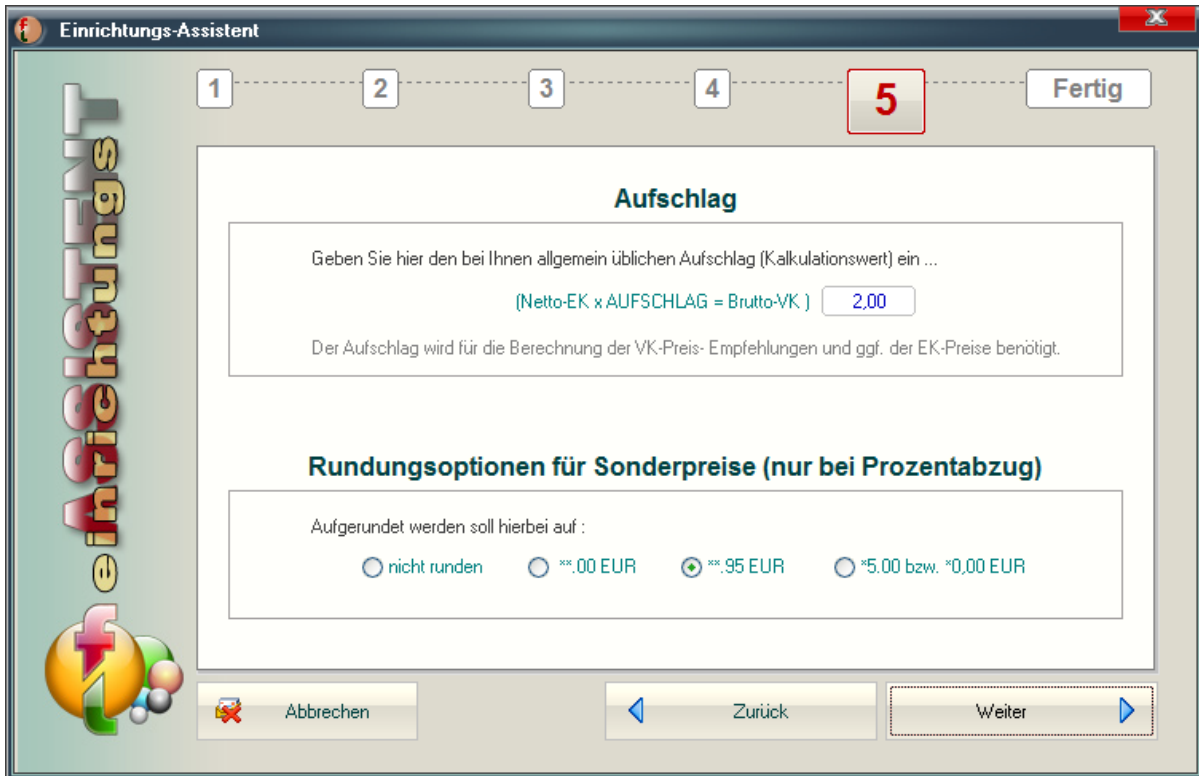 Einrichtungs-Assistent
1 2 3 4 5 Fertig
einrichtungs ASSISTENT
Aufschlag
Geben Sie hier den bei Ihnen allgemein üblichen Aufschlag (Kalkulationswert) ein ...
(Netto-EK x AUFSCHLAG = Brutto-VK ) 2,00
Der Aufschlag wird für die Berechnung der VK-Preis- Empfehlungen und ggf. der EK-Preise benötigt.
Rundungsoptionen für Sonderpreise (nur bei Prozentabzug)
Aufgerundet werden soll hierbei auf :
nicht runden **.00 EUR **.95 EUR *5.00 bzw. *0,00 EUR
Abbrechen Zurück Weiter